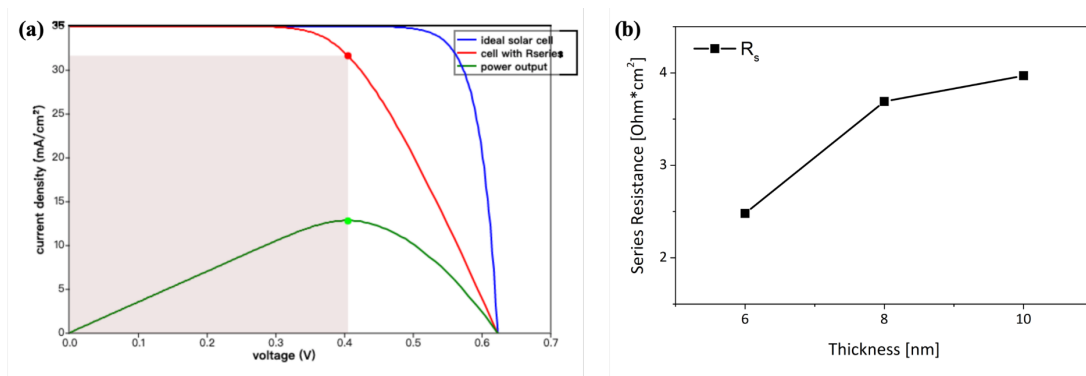 (a)
35
30
25
20
15
10
5
0
current density (mA/cm²)
ideal solar cell
cell with Rseries
power output
0.0 0.1 0.2 0.3 0.4 0.5 0.6 0.7
voltage (V)
(b)
Rs
4
3
2
Series Resistance [Ohm*cm²]
6 8 10
Thickness [nm]